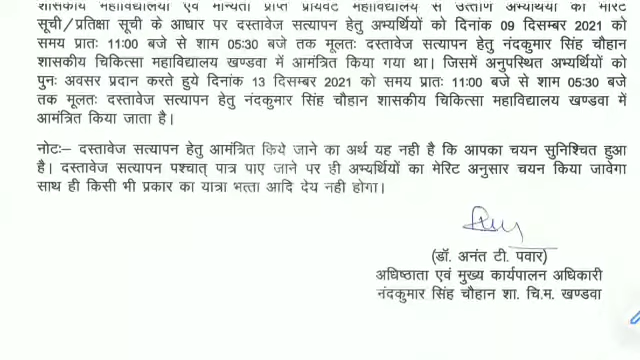 शासकीय महाविद्यालयों एवं मान्यता प्राप्त प्रायवेट महाविद्यालय से उत्तीर्ण अभ्यर्थियों को मेरिट
सूची/प्रतिक्षा सूची के आधार पर दस्तावेज सत्यापन हेतु अभ्यर्थियों को दिनांक 09 दिसम्बर 2021 को
समय प्रातः 11:00 बजे से शाम 05:30 बजे तक मूलतः दस्तावेज सत्यापन हेतु नंदकुमार सिंह चौहान
शासकीय चिकित्सा महाविद्यालय खण्डवा में आमंत्रित किया गया था। जिसमें अनुपस्थित अभ्यर्थियों को
पुनः अवसर प्रदान करते हुये दिनांक 13 दिसम्बर 2021 को समय प्रातः 11:00 बजे से शाम 05:30 बजे
तक मूलतः दस्तावेज सत्यापन हेतु नंदकुमार सिंह चौहान शासकीय चिकित्सा महाविद्यालय खण्डवा में
आमंत्रित किया जाता है।
नोटः– दस्तावेज सत्यापन हेतु आमंत्रित किये जाने का अर्थ यह नही है कि आपका चयन सुनिश्चित हुआ
है। दस्तावेज सत्यापन पश्चात् पात्र पाए जाने पर ही अभ्यर्थियों का मेरिट अनुसार चयन किया जावेगा
साथ ही किसी भी प्रकार का यात्रा भत्ता आदि देय नही होगा।
(डॉ. अनंत टी. पवार)
अधिष्ठाता एवं मुख्य कार्यपालन अधिकारी
नंदकुमार सिंह चौहान शा. चि.म. खण्डवा